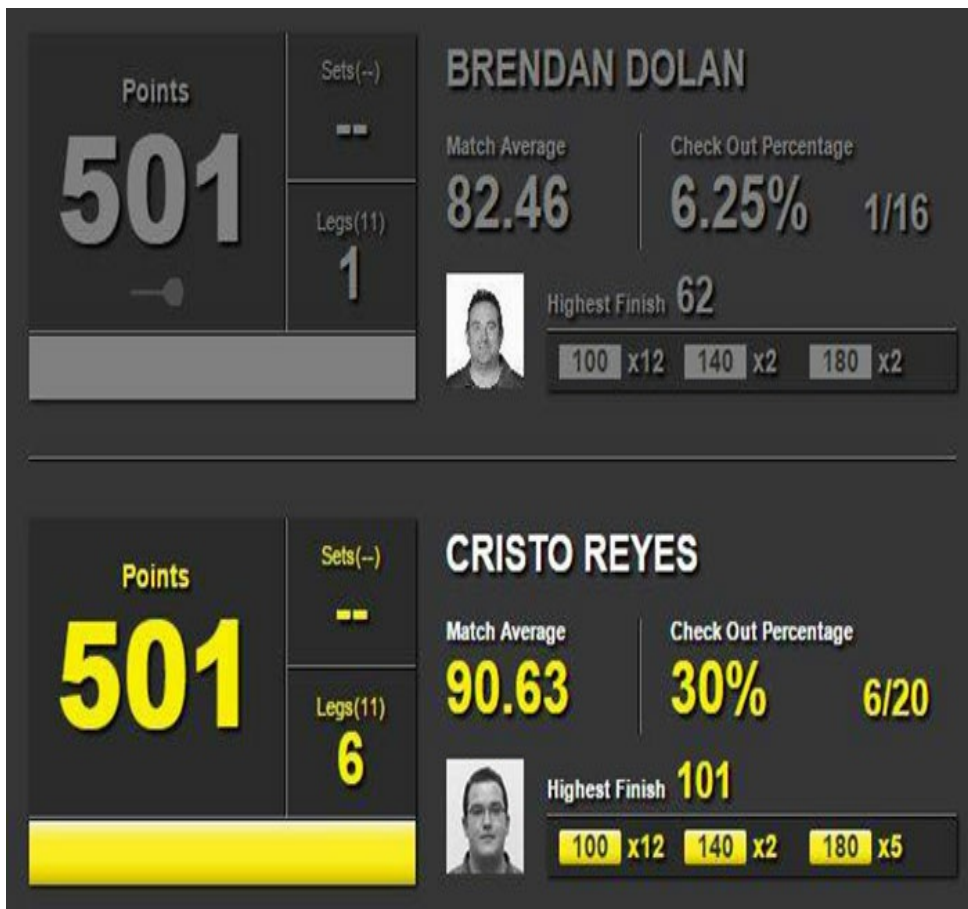 BRENDAN DOLAN
Points
501
Sets(--)
--
Legs(11)
1
Match Average
82.46
Check Out Percentage
6.25% 1/16
Highest Finish 62
100 x12 140 x2 180 x2
CRISTO REYES
Points
501
Sets(--)
--
Legs(11)
6
Match Average
90.63
Check Out Percentage
30% 6/20
Highest Finish 101
100 x12 140 x2 180 x5